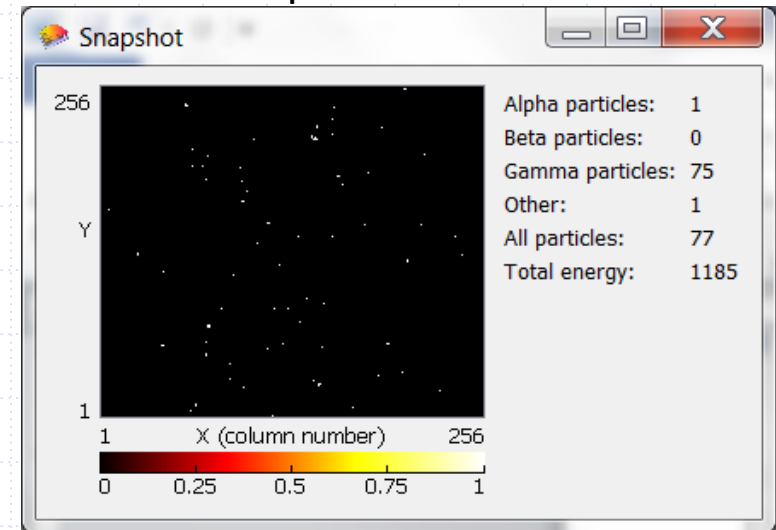 Snapshot
256
Y
1
1 X (column number) 256
0 0.25 0.5 0.75 1
Alpha particles: 1
Beta particles: 0
Gamma particles: 75
Other: 1
All particles: 77
Total energy: 1185